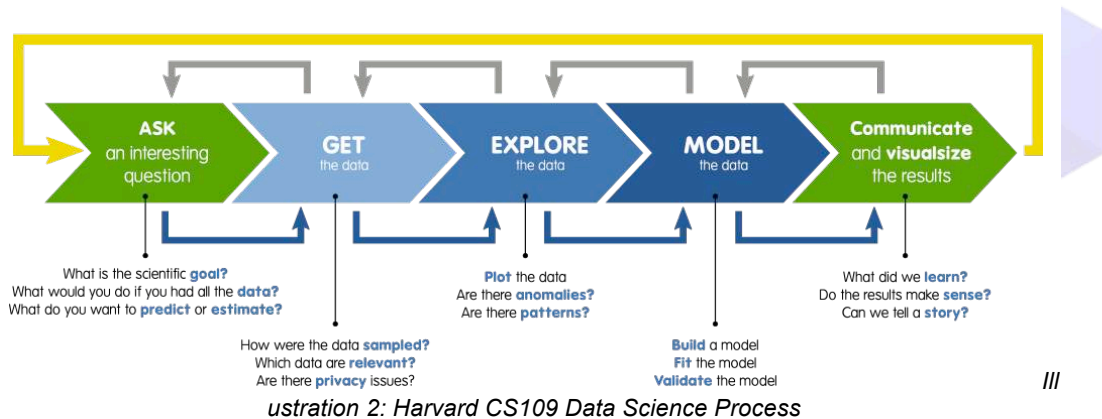 ASK
an interesting
question
GET
the data
EXPLORE
the data
MODEL
the data
Communicate
and visualsize
the results
What is the scientific goal?
What would you do if you had all the data?
What do you want to predict or estimate?
How were the data sampled?
Which data are relevant?
Are there privacy issues?
Plot the data
Are there anomalies?
Are there patterns?
Build a model
Fit the model
Validate the model
What did we learn?
Do the results make sense?
Can we tell a story?
Ill
ustration 2: Harvard CS109 Data Science Process